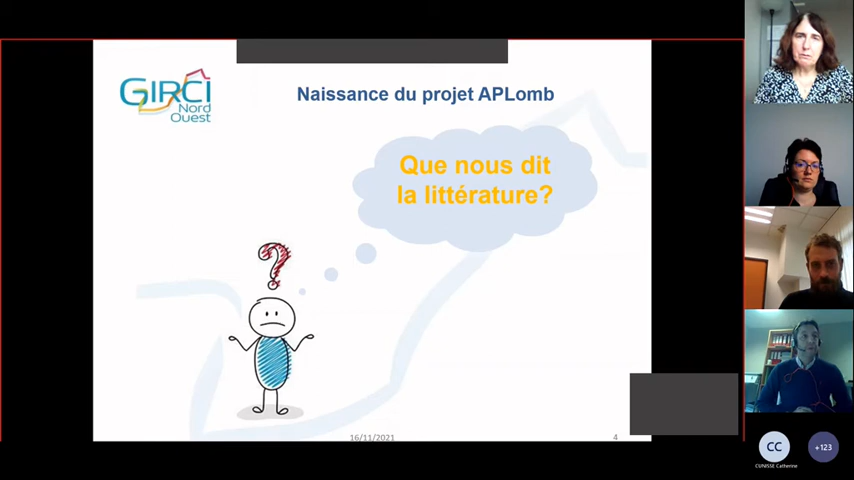 GIRCI
Nord
Ouest
Naissance du projet APLomb
Que nous dit
la littérature?
?
16/11/2021
4
CC
+123
CUNISSE Catherine